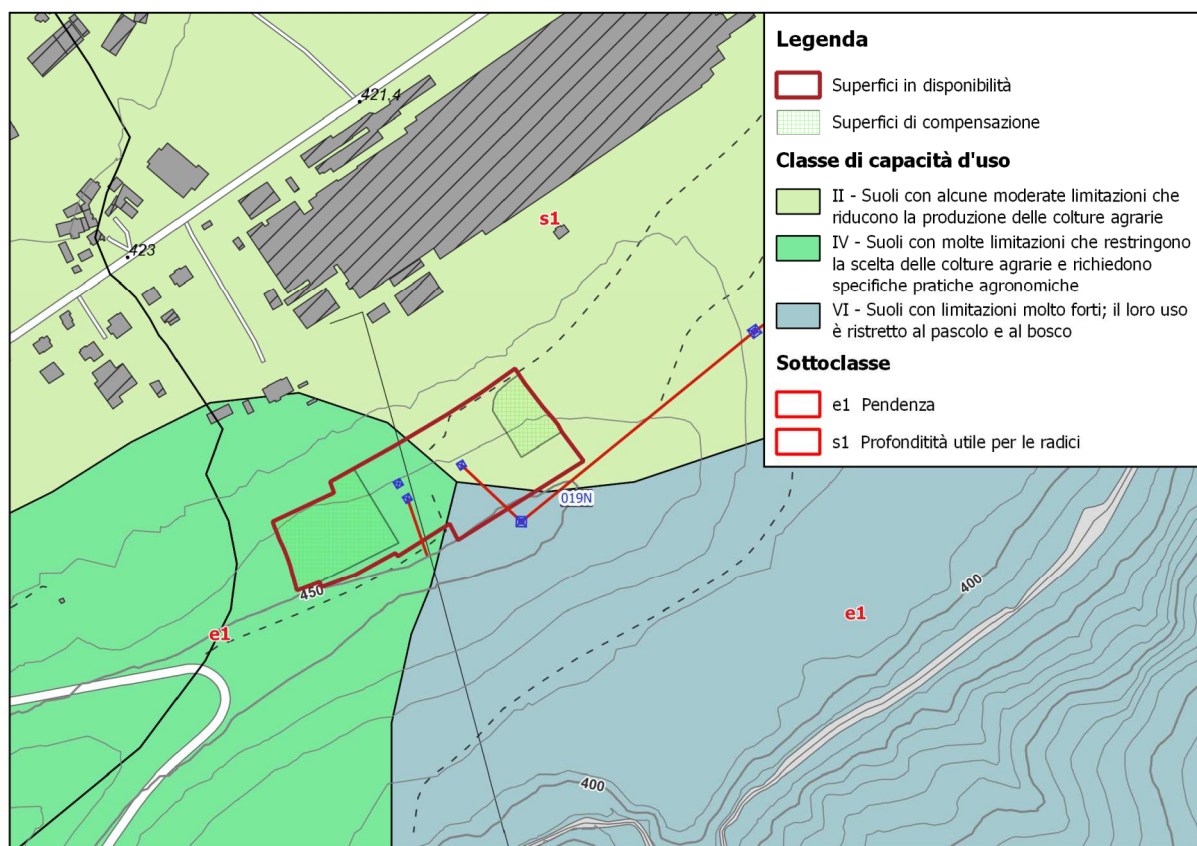 Legenda
Superfici in disponibilità
Superfici di compensazione
Classe di capacità d'uso
II - Suoli con alcune moderate limitazioni che
riducono la produzione delle colture agrarie
IV - Suoli con molte limitazioni che restringono
la scelta delle colture agrarie e richiedono
specifiche pratiche agronomiche
VI - Suoli con limitazioni molto forti; il loro uso
è ristretto al pascolo e al bosco
Sottoclasse
e1 Pendenza
s1 Profonditità utile per le radici
421,4
s1
423
019N
450
e1
400
e1
400